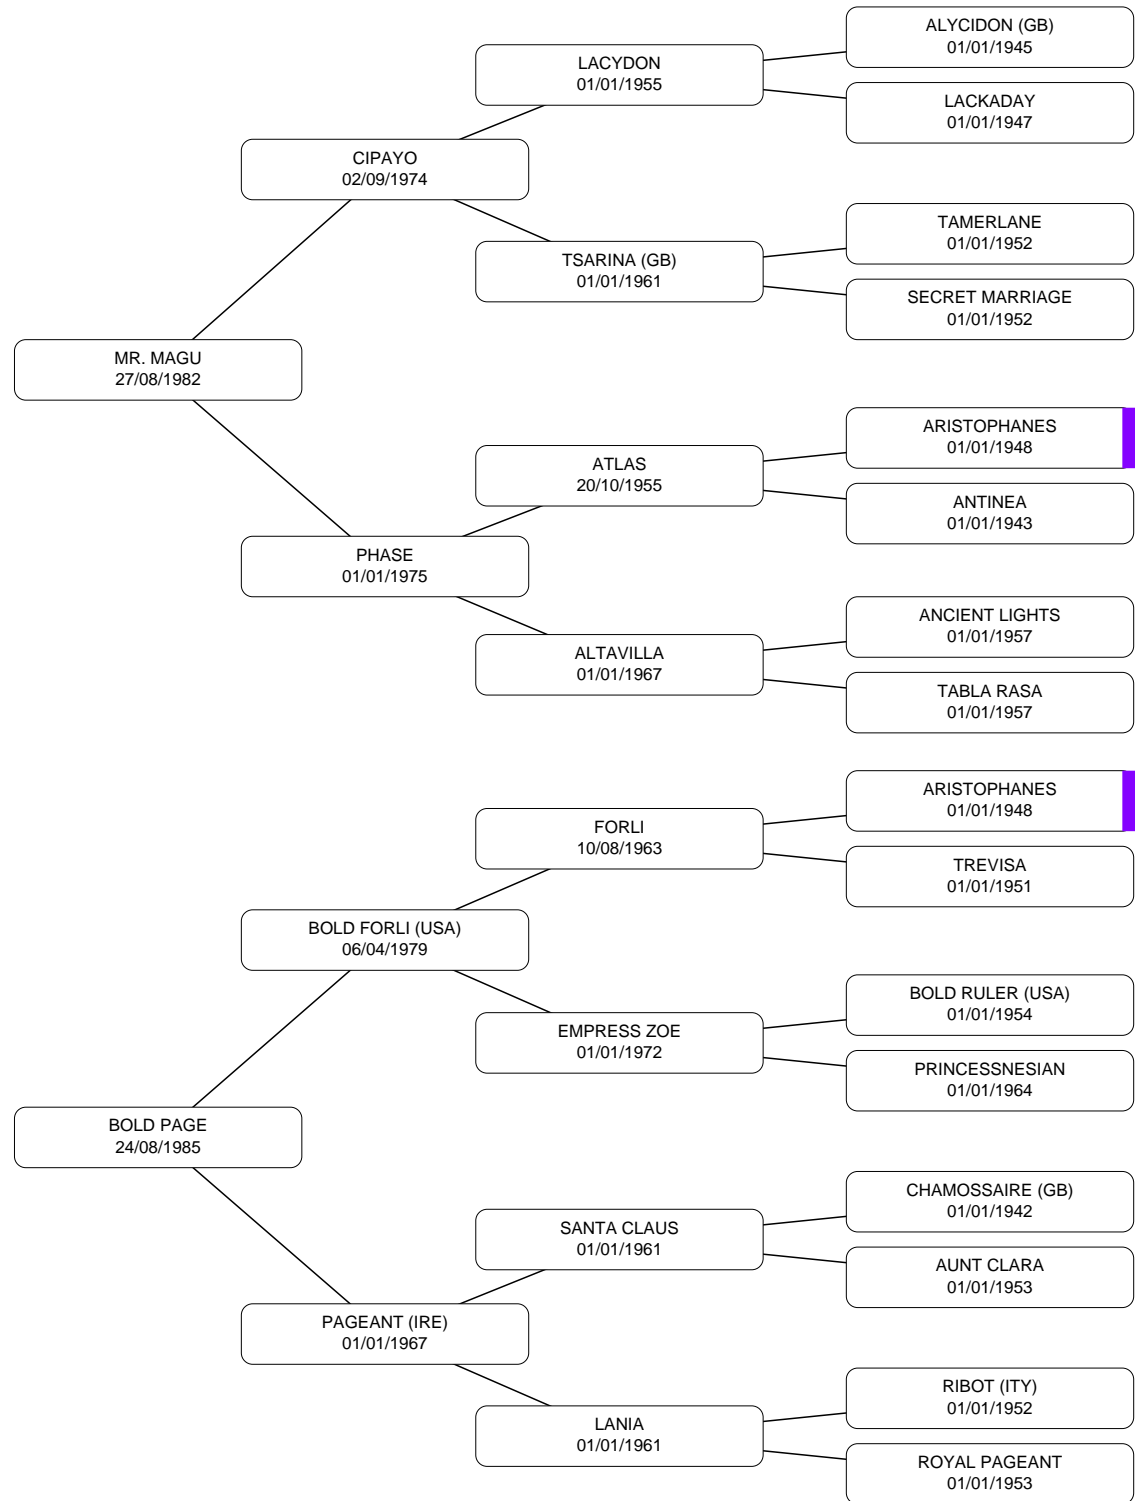 ALYCIDON (GB)
01/01/1945
LACYDON
01/01/1955
LACKADAY
01/01/1947
CIPAYO
02/09/1974
TAMERLANE
01/01/1952
TSARINA (GB)
01/01/1961
SECRET MARRIAGE
01/01/1952
MR. MAGU
27/08/1982
ARISTOPHANES
01/01/1948
ATLAS
20/10/1955
ANTINEA
01/01/1943
PHASE
01/01/1975
ANCIENT LIGHTS
01/01/1957
ALTAVILLA
01/01/1967
TABLA RASA
01/01/1957
ARISTOPHANES
01/01/1948
FORLI
10/08/1963
TREVISA
01/01/1951
BOLD FORLI (USA)
06/04/1979
BOLD RULER (USA)
01/01/1954
EMPRESS ZOE
01/01/1972
PRINCESSNESIAN
01/01/1964
BOLD PAGE
24/08/1985
CHAMOSSAIRE (GB)
01/01/1942
SANTA CLAUS
01/01/1961
AUNT CLARA
01/01/1953
PAGEANT (IRE)
01/01/1967
RIBOT (ITY)
01/01/1952
LANIA
01/01/1961
ROYAL PAGEANT
01/01/1953